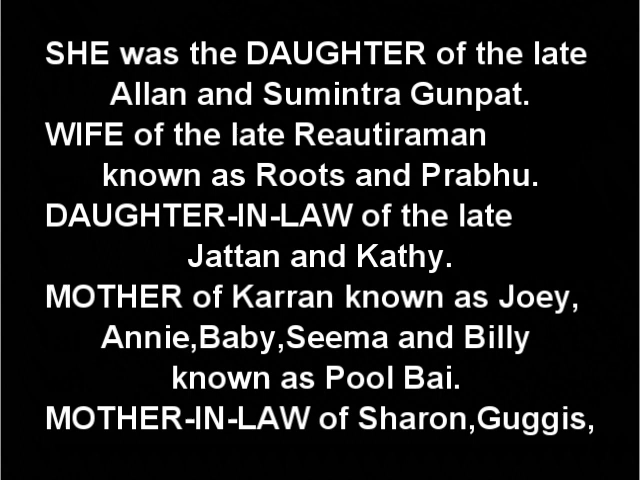 SHE was the DAUGHTER of the late
Allan and Sumintra Gunpat.
WIFE of the late Reautiraman
known as Roots and Prabhu.
DAUGHTER-IN-LAW of the late
Jattan and Kathy.
MOTHER of Karran known as Joey,
Annie,Baby,Seema and Billy
known as Pool Bai.
MOTHER-IN-LAW of Sharon,Guggis,